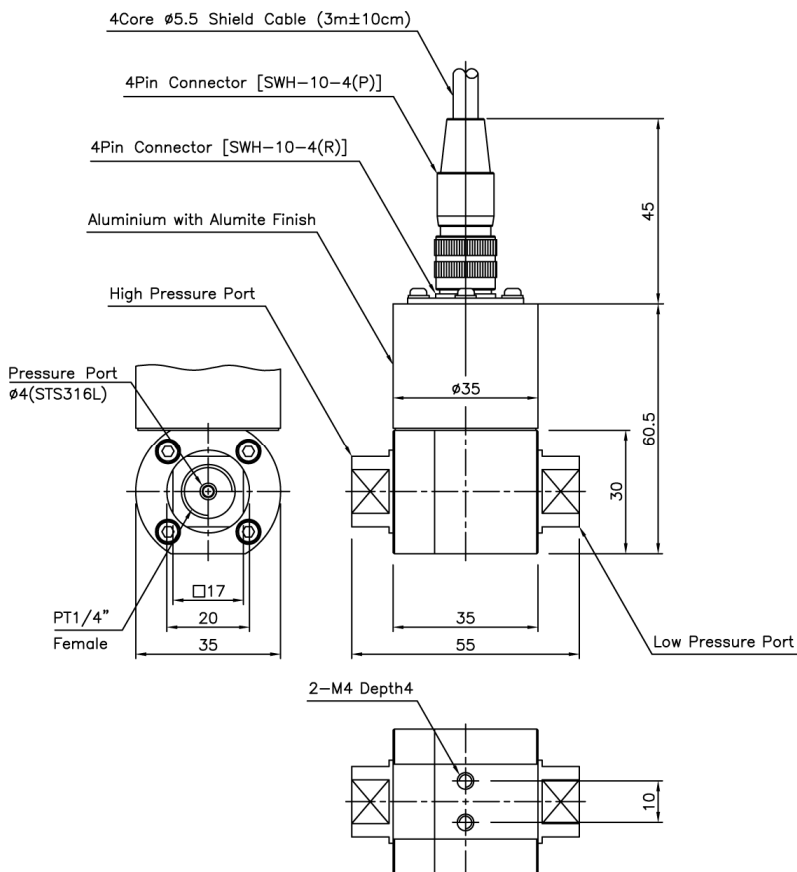 4Core ø5.5 Shield Cable (3m±10cm)
4Pin Connector [SWH-10-4(P)]
4Pin Connector [SWH-10-4(R)]
Aluminium with Alumite Finish
High Pressure Port
Pressure Port
ø4(STS316L)
45
ø35
60.5
30
□17
20
35
PT1/4"
Female
35
55
Low Pressure Port
2-M4 Depth4
10